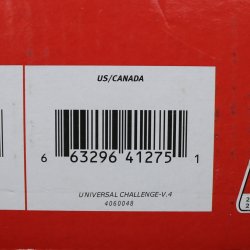 US/CANADA
6 63296 41275 1
UNIVERSAL CHALLENGE-V.4
4060048